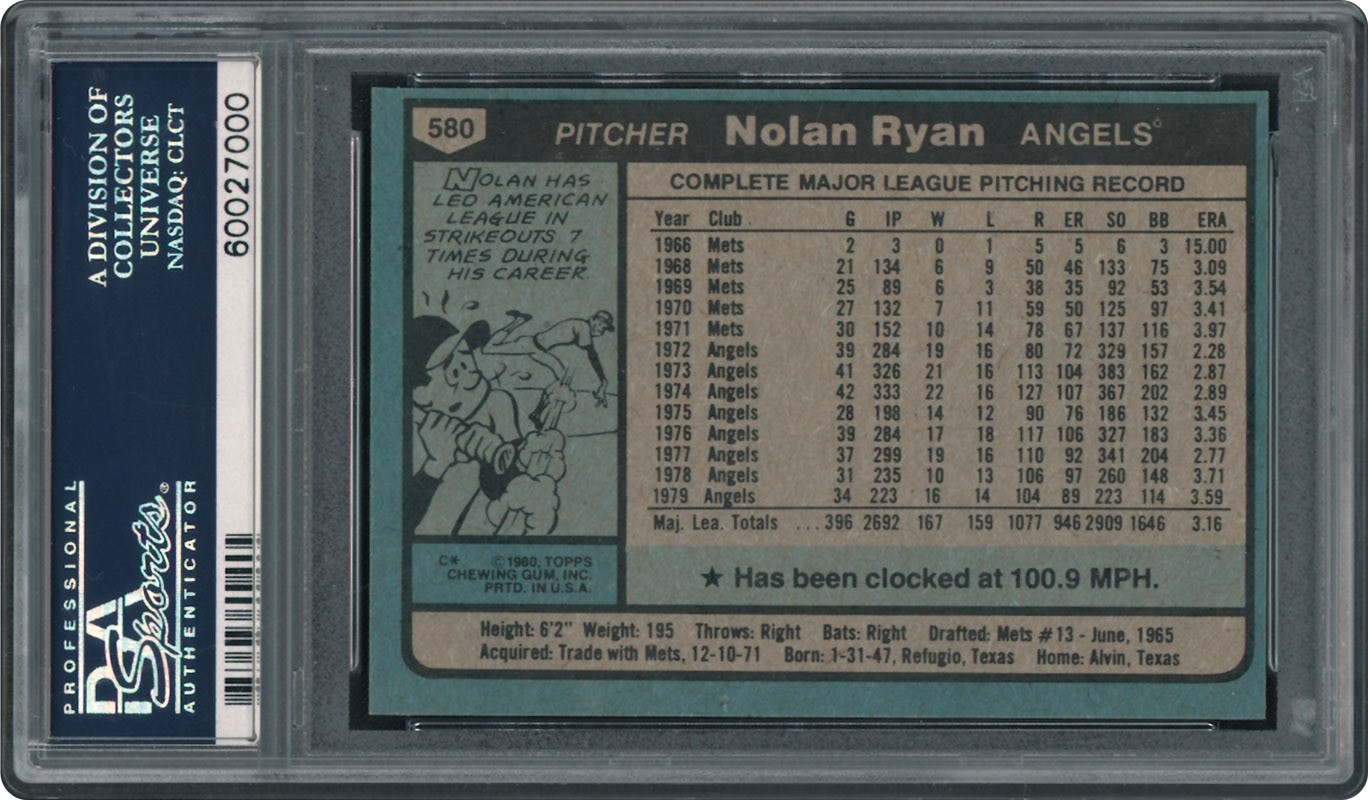 A DIVISION OF
COLLECTORS
UNIVERSE
NASDAQ: CLCT
PROFESSIONAL
PSA
Sports®
AUTHENTICATOR
60027000
580 PITCHER Nolan Ryan ANGELS
NOLAN HAS
LED AMERICAN
LEAGUE IN
STRIKEOUTS 7
TIMES DURING
HIS CAREER.
C* ©1980, TOPPS
CHEWING GUM, INC.
PRTD. IN U.S.A.
COMPLETE MAJOR LEAGUE PITCHING RECORD
Year Club G IP W L R ER SO BB ERA
1966 Mets 2 3 0 1 5 5 6 3 15.00
1968 Mets 21 134 6 9 50 46 133 75 3.09
1969 Mets 25 89 6 3 38 35 92 53 3.54
1970 Mets 27 132 7 11 59 50 125 97 3.41
1971 Mets 30 152 10 14 78 67 137 116 3.97
1972 Angels 39 284 19 16 80 72 329 157 2.28
1973 Angels 41 326 21 16 113 104 383 162 2.87
1974 Angels 42 333 22 16 127 107 367 202 2.89
1975 Angels 28 198 14 12 90 76 186 132 3.45
1976 Angels 39 284 17 18 117 106 327 183 3.36
1977 Angels 37 299 19 16 110 92 341 204 2.77
1978 Angels 31 235 10 13 106 97 260 148 3.71
1979 Angels 34 223 16 14 104 89 223 114 3.59
Maj. Lea. Totals ... 396 2692 167 159 1077 946 2909 1646 3.16
★ Has been clocked at 100.9 MPH.
Height: 6'2" Weight: 195 Throws: Right Bats: Right Drafted: Mets #13 - June, 1965
Acquired: Trade with Mets, 12-10-71 Born: 1-31-47, Refugio, Texas Home: Alvin, Texas